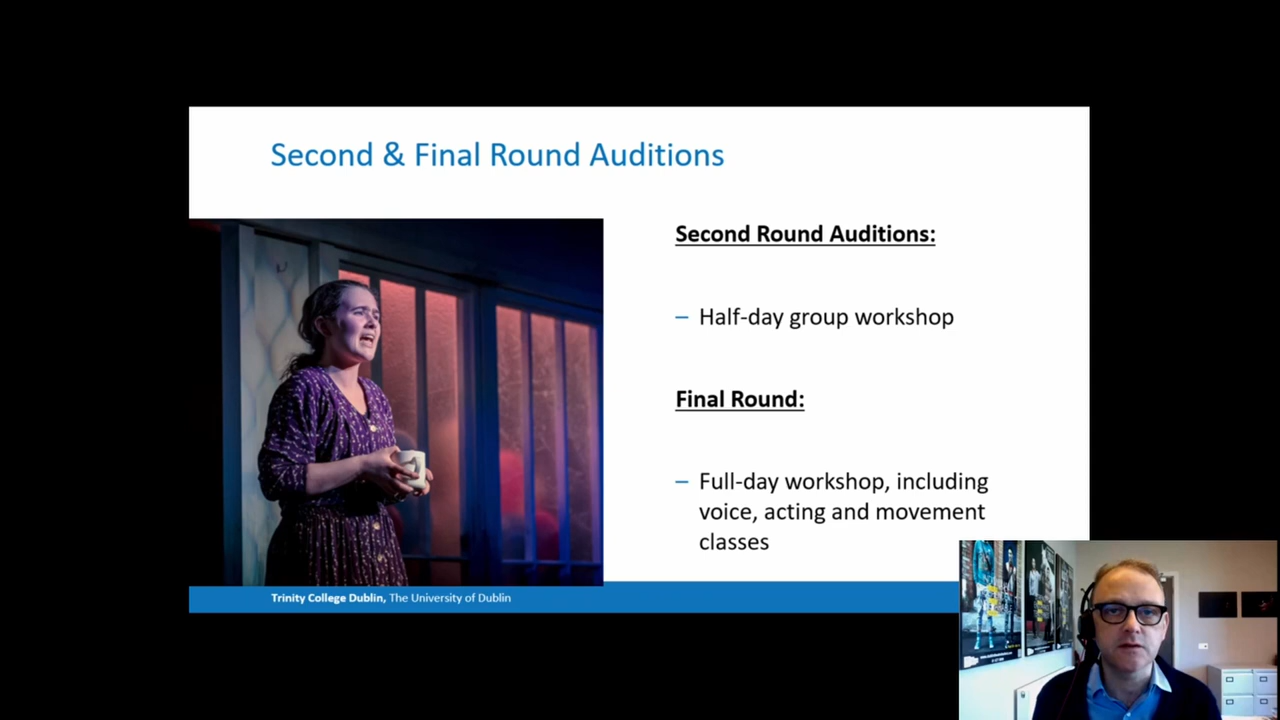 Second & Final Round Auditions
Second Round Auditions:
– Half-day group workshop
Final Round:
– Full-day workshop, including
voice, acting and movement
classes
Trinity College Dublin, The University of Dublin